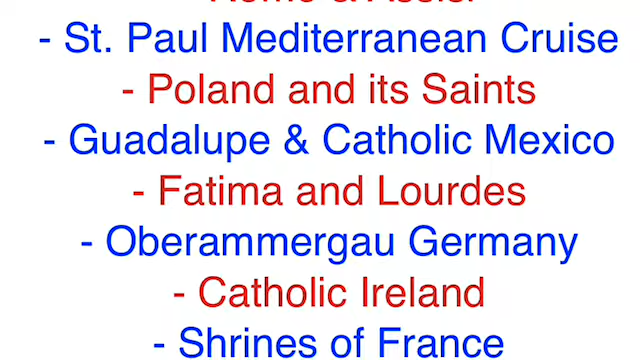 - St. Paul Mediterranean Cruise
- Poland and its Saints
- Guadalupe & Catholic Mexico
- Fatima and Lourdes
- Oberammergau Germany
- Catholic Ireland
- Shrines of France